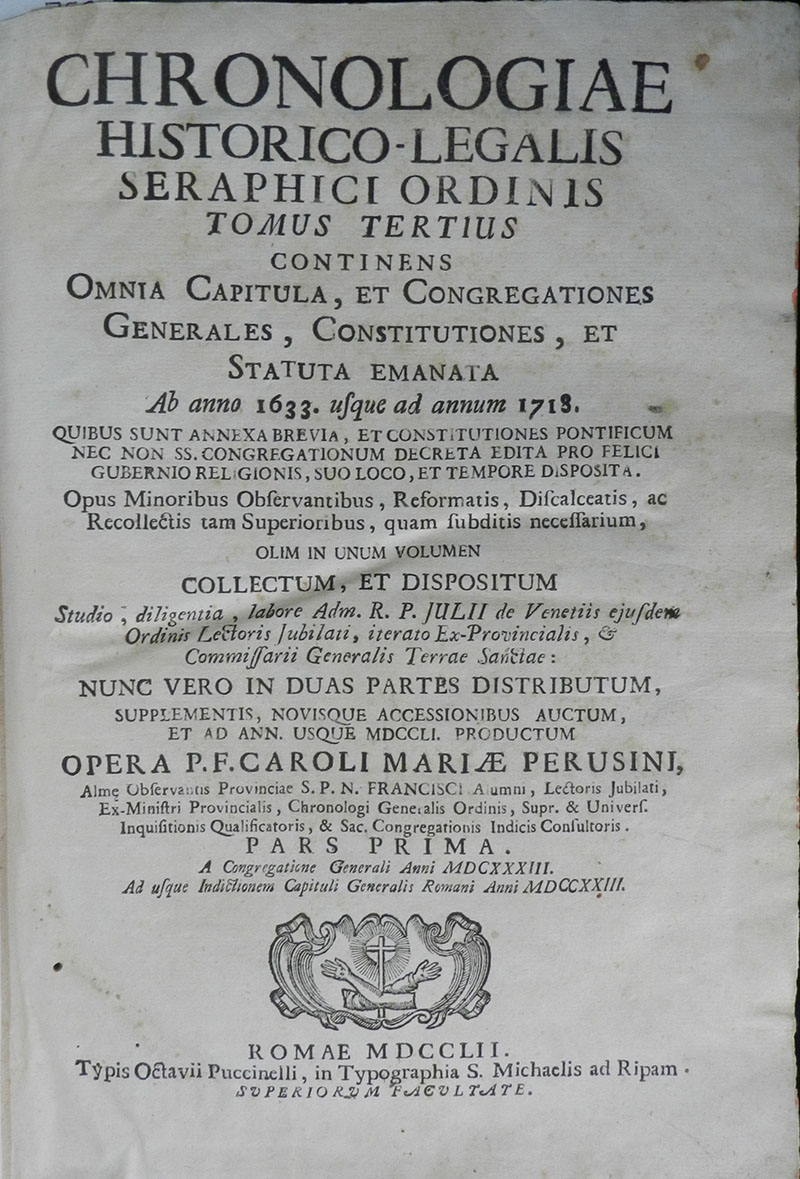 CHRONOLOGIAE
HISTORICO-LEGALIS
SERAPHICI ORDINIS
TOMUS TERTIUS
CONTINENS
OMNIA CAPITULA, ET CONGREGATIONES
GENERALES, CONSTITUTIONES, ET
STATUTA EMANATA
Ab anno 1633. uſque ad annum 1718.
QUIBUS SUNT ANNEXA BREVIA, ET CONSTITUTIONES PONTIFICUM
NEC NON SS. CONGREGATIONUM DECRETA EDITA PRO FELICI
GUBERNIO RELIGIONIS, SUO LOCO, ET TEMPORE DISPOSITA.
Opus Minoribus Obſervantibus, Reformatis, Diſcalceatis, ac
Recollectis tam Superioribus, quam ſubditis neceſſarium,
OLIM IN UNUM VOLUMEN
COLLECTUM, ET DISPOSITUM
Studio, diligentia, labore Adm. R. P. JULII de Venetiis ejuſdem
Ordinis Lectoris Jubilati, iterato Ex-Provincialis, &
Commiſſarii Generalis Terrae Sanctae:
NUNC VERO IN DUAS PARTES DISTRIBUTUM,
SUPPLEMENTIS, NOVISQUE ACCESSIONIBUS AUCTUM,
ET AD ANN. USQUE MDCCLI. PRODUCTUM
OPERA P. F. CAROLI MARIÆ PERUSINI,
Almę Obſervantis Provinciae S. P. N. FRANCISCI Alumni, Lectoris Jubilati,
Ex-Miniſtri Provincialis, Chronologi Generalis Ordinis, Supr. & Univerſ.
Inquiſitionis Qualificatoris, & Sac. Congregationis Indicis Conſultoris.
PARS PRIMA.
A Congregatione Generali Anni MDCXXXIII.
Ad uſque Indictionem Capituli Generalis Romani Anni MDCCXXIII.
ROMAE MDCCLII.
Typis Octavii Puccinelli, in Typographia S. Michaelis ad Ripam.
SUPERIORUM FACULTATE.